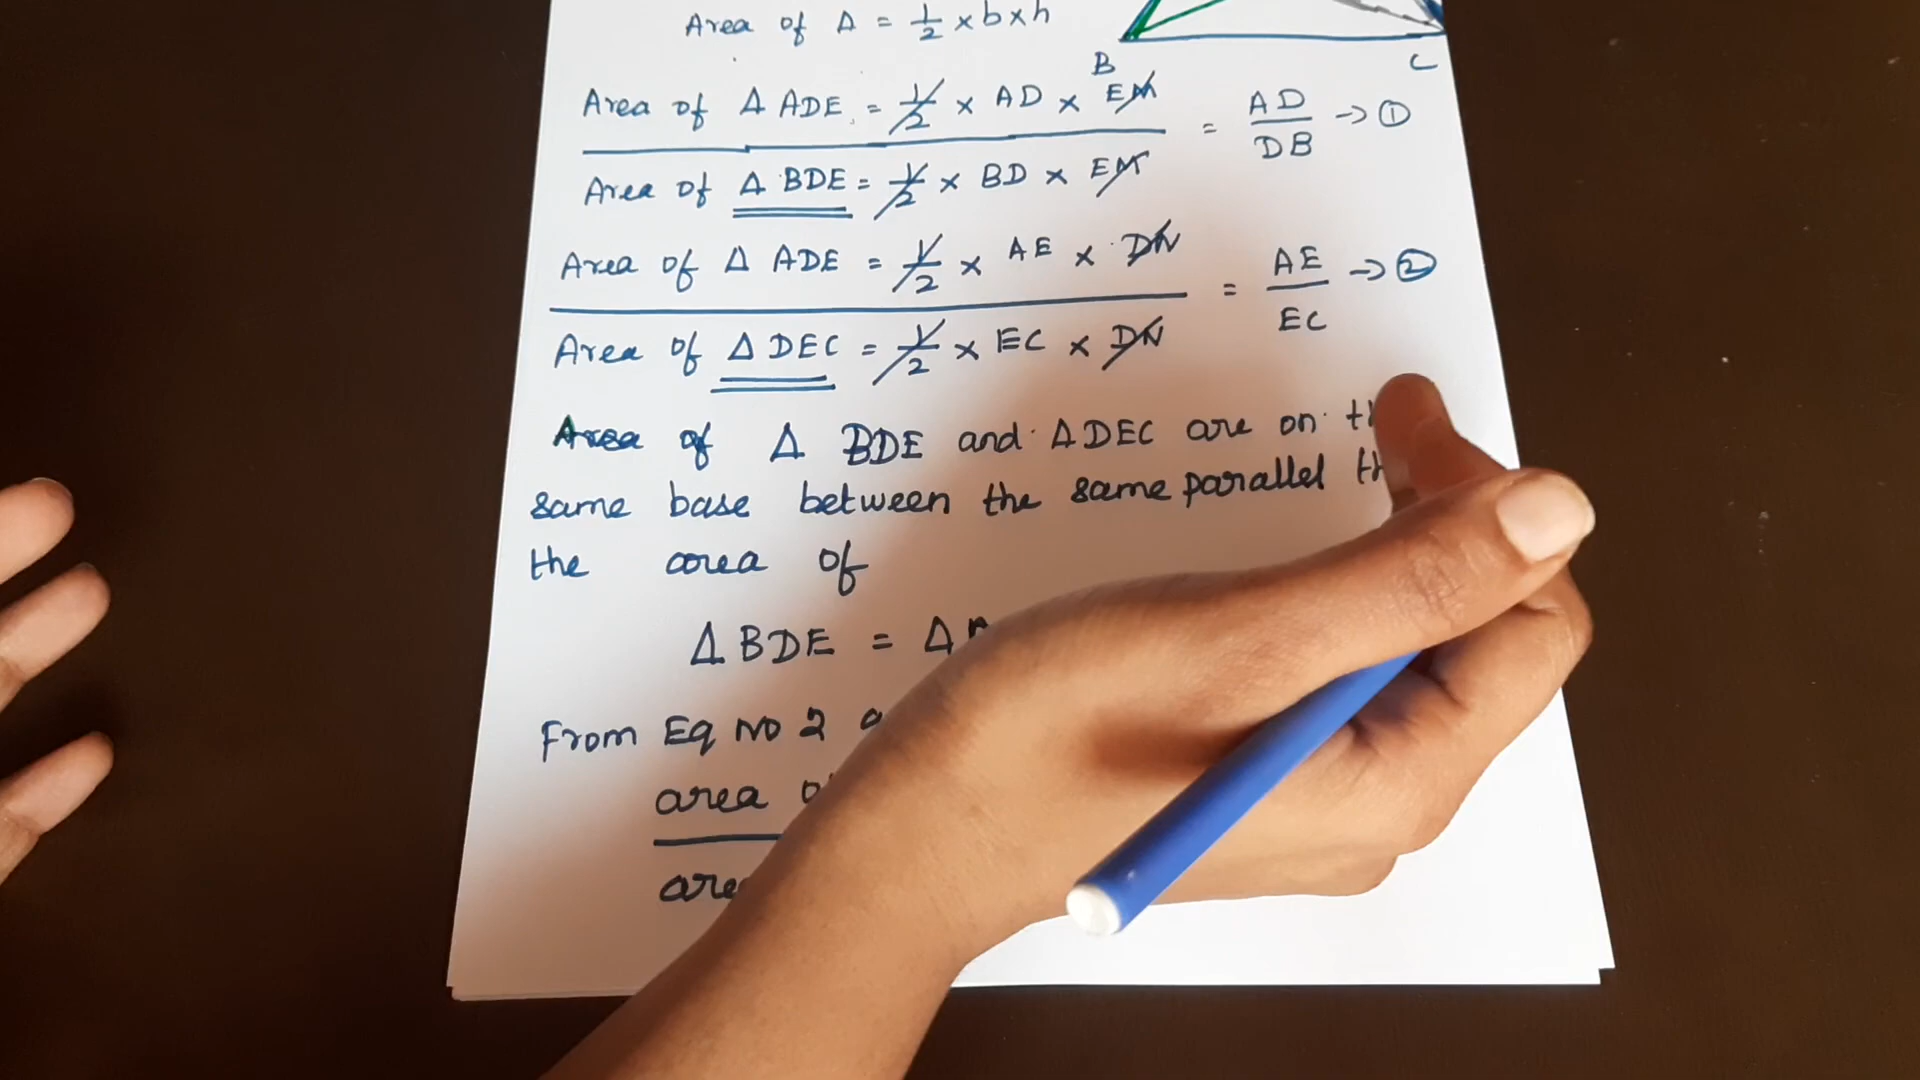 Area of Δ = 1/2 × b × h
B C
Area of Δ ADE = 1/2 × AD × EM
Area of Δ BDE = 1/2 × BD × EM
= AD/DB → ①
Area of Δ ADE = 1/2 × AE × DN
Area of Δ DEC = 1/2 × EC × DN
= AE/EC → ②
Area of Δ BDE and Δ DEC are on
same base between the same parallel
the area of
Δ BDE = Δ
From Eq No 2
area